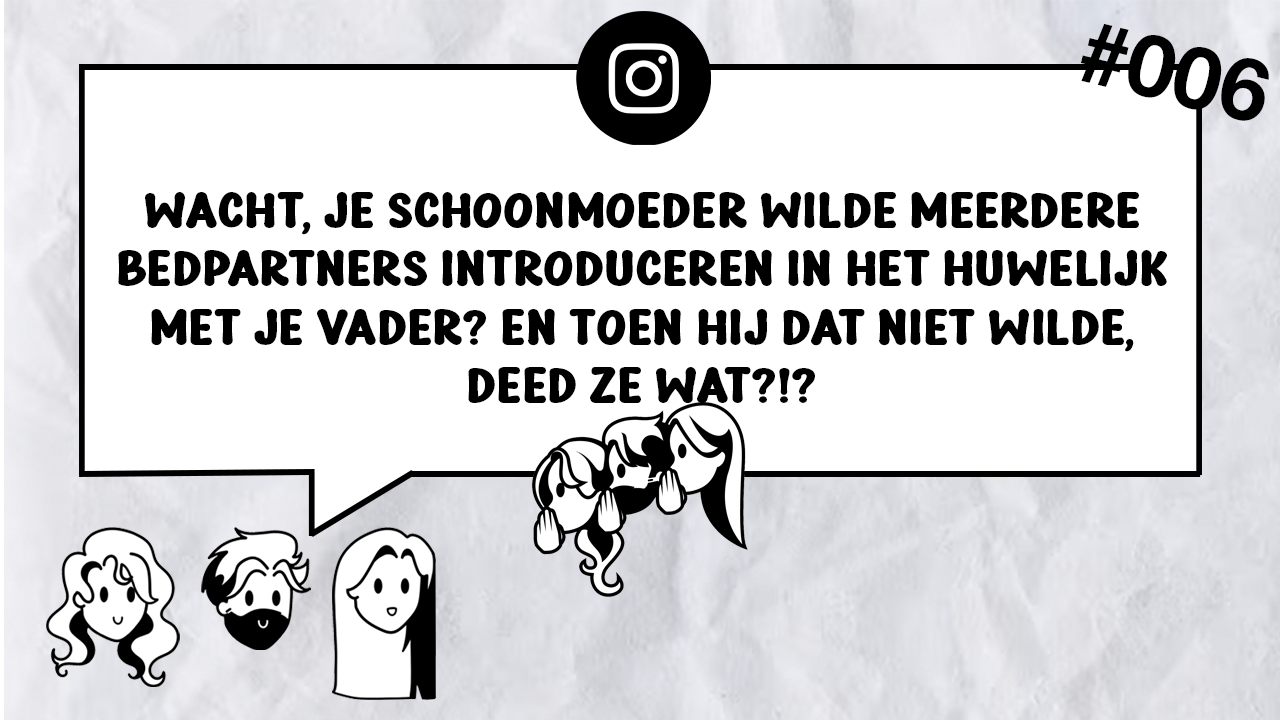 #006
WACHT, JE SCHOONMOEDER WILDE MEERDERE
BEDPARTNERS INTRODUCEREN IN HET HUWELIJK
MET JE VADER? EN TOEN HIJ DAT NIET WILDE,
DEED ZE WAT?!?